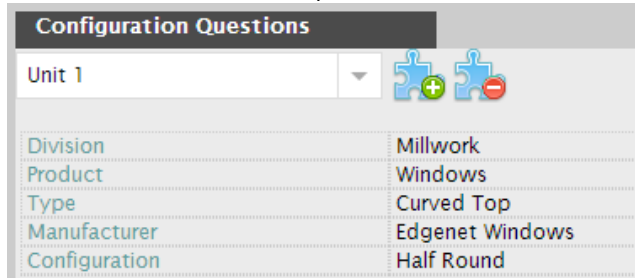 Configuration Questions
Unit 1
Division Millwork
Product Windows
Type Curved Top
Manufacturer Edgenet Windows
Configuration Half Round